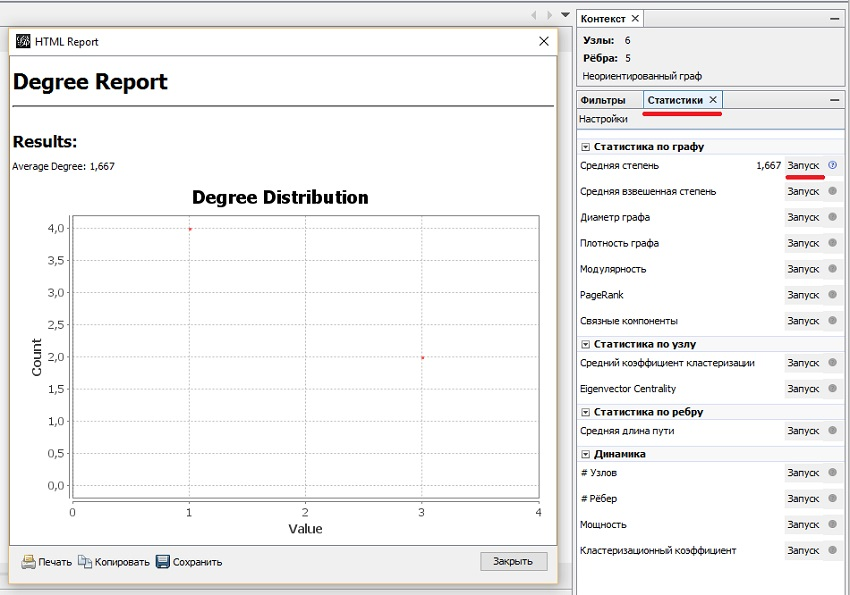 HTML Report
Degree Report
Results:
Average Degree: 1,667
Degree Distribution
4,0
3,5
3,0
2,5
2,0
1,5
1,0
0,5
0,0
Count
0 1 2 3 4
Value
Печать Копировать Сохранить Закрыть
Контекст
Узлы: 6
Рёбра: 5
Неориентированный граф
Фильтры Статистики
Настройки
Статистика по графу
Средняя степень 1,667 Запуск
Средняя взвешенная степень Запуск
Диаметр графа Запуск
Плотность графа Запуск
Модулярность Запуск
PageRank Запуск
Связные компоненты Запуск
Статистика по узлу
Средний коэффициент кластеризации Запуск
Eigenvector Centrality Запуск
Статистика по ребру
Средняя длина пути Запуск
Динамика
# Узлов Запуск
# Рёбер Запуск
Мощность Запуск
Кластеризационный коэффициент Запуск